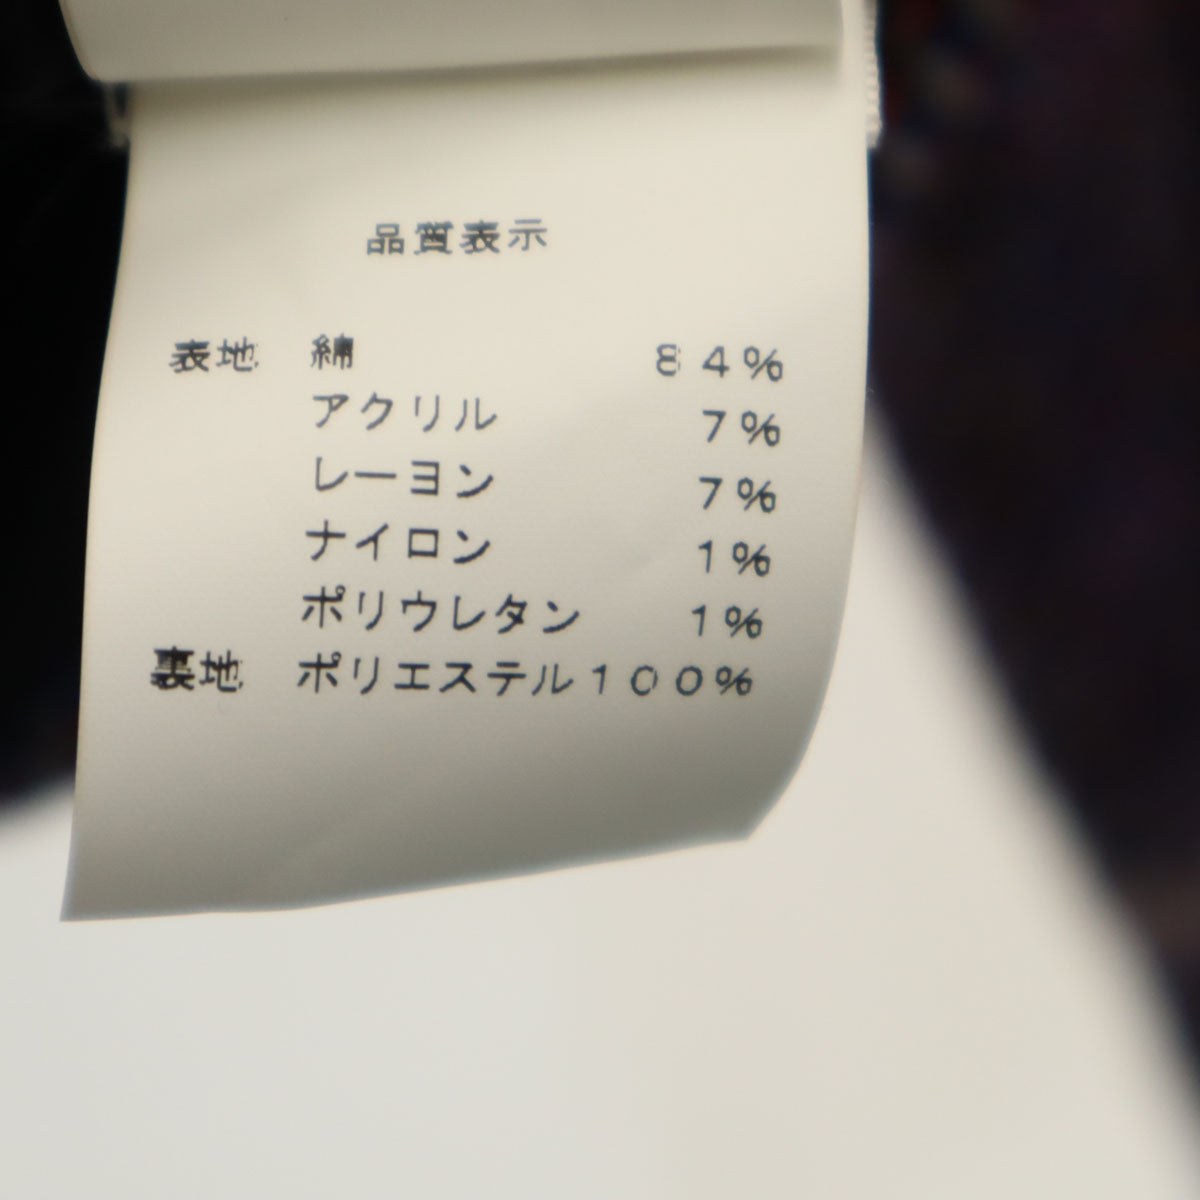 品質表示
表地 綿 84%
アクリル 7%
レーヨン 7%
ナイロン 1%
ポリウレタン 1%
裏地 ポリエステル100%